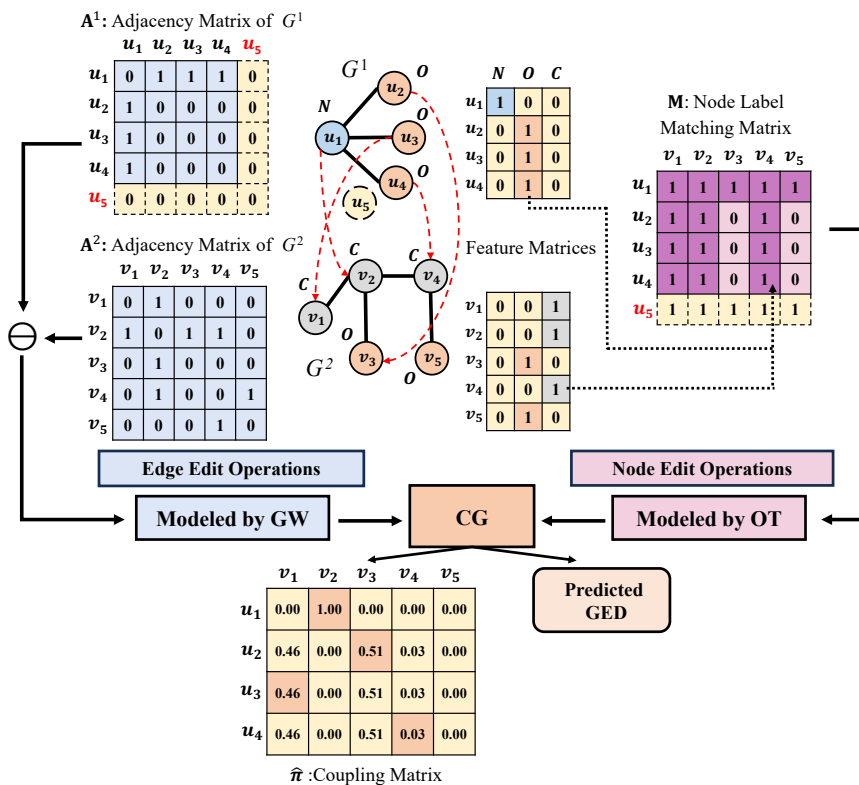 A¹: Adjacency Matrix of G¹
u₁ u₂ u₃ u₄ u₅
u₁ 0 1 1 1 0
u₂ 1 0 0 0 0
u₃ 1 0 0 0 0
u₄ 1 0 0 0 0
u₅ 0 0 0 0 0
A²: Adjacency Matrix of G²
v₁ v₂ v₃ v₄ v₅
v₁ 0 1 0 0 0
v₂ 1 0 1 1 0
v₃ 0 1 0 0 0
v₄ 0 1 0 0 1
v₅ 0 0 0 1 0
G¹
N u₁
O u₂
O u₃
O u₄
u₅
C v₁
C v₂
C v₄
O v₃
O v₅
G²
N O C
u₁ 1 0 0
u₂ 0 1 0
u₃ 0 1 0
u₄ 0 1 0
Feature Matrices
v₁ 0 0 1
v₂ 0 0 1
v₃ 0 1 0
v₄ 0 0 1
v₅ 0 1 0
M: Node Label
Matching Matrix
v₁ v₂ v₃ v₄ v₅
u₁ 1 1 1 1 1
u₂ 1 1 0 1 0
u₃ 1 1 0 1 0
u₄ 1 1 0 1 0
u₅ 1 1 1 1 1
Edge Edit Operations
Node Edit Operations
Modeled by GW
CG
Modeled by OT
Predicted
GED
v₁ v₂ v₃ v₄ v₅
u₁ 0.00 1.00 0.00 0.00 0.00
u₂ 0.46 0.00 0.51 0.03 0.00
u₃ 0.46 0.00 0.51 0.03 0.00
u₄ 0.46 0.00 0.51 0.03 0.00
π̂ :Coupling Matrix